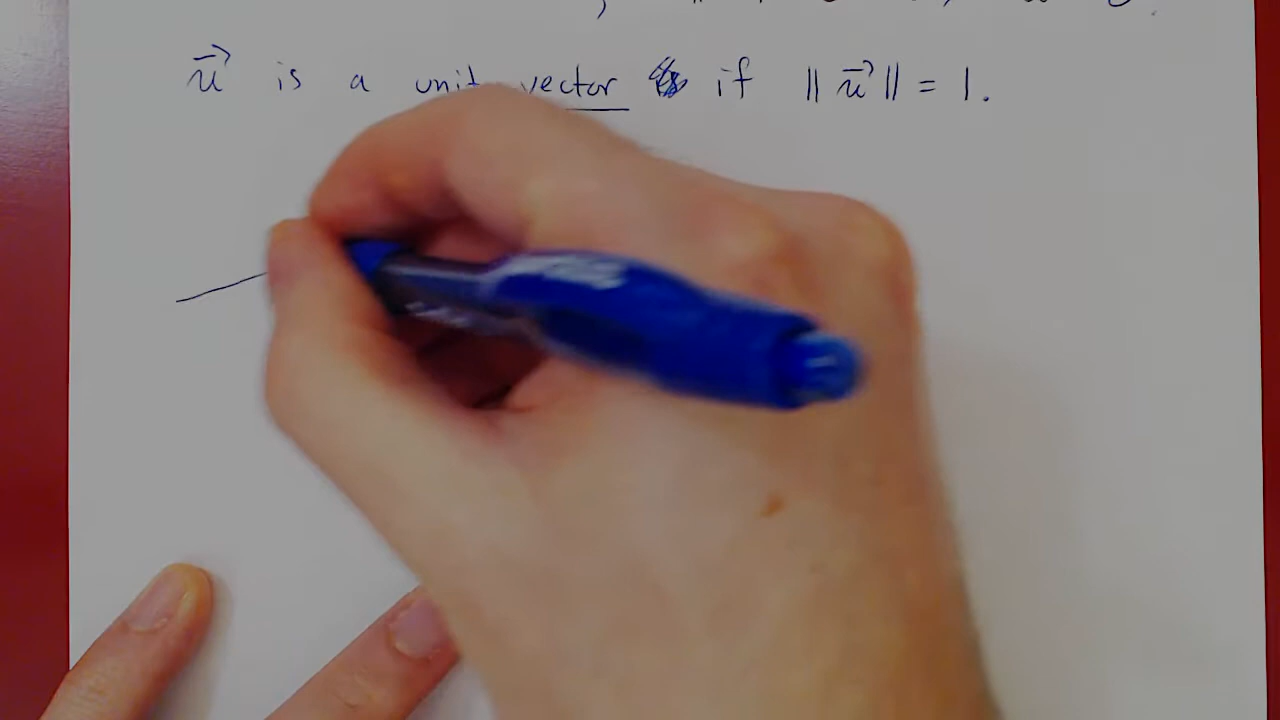 u⃗ is a unit vector if ‖ u⃗ ‖ = 1.